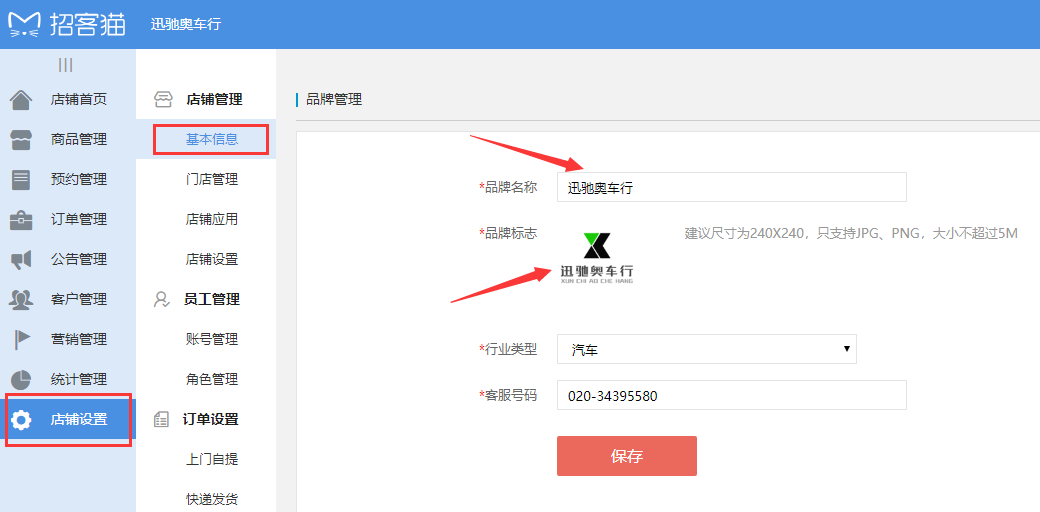 招客猫
迅驰奥车行
店铺首页
商品管理
预约管理
订单管理
公告管理
客户管理
营销管理
统计管理
店铺设置
店铺管理
基本信息
门店管理
店铺应用
店铺设置
员工管理
账号管理
角色管理
订单设置
上门自提
快递发货
品牌管理
*品牌名称 迅驰奥车行
*品牌标志 建议尺寸为240X240，只支持JPG、PNG，大小不超过5M
迅驰奥车行
XUN CHI AO CHE HANG
*行业类型 汽车
*客服号码 020-34395580
保存